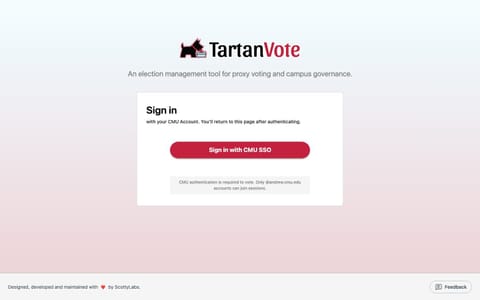 TartanVote
An election management tool for proxy voting and campus governance.
Sign in
with your CMU Account. You'll return to this page after authenticating.
Sign in with CMU SSO
CMU authentication is required to vote. Only @andrew.cmu.edu
accounts can join sessions.
Designed, developed and maintained with ❤ by ScottyLabs.
Feedback